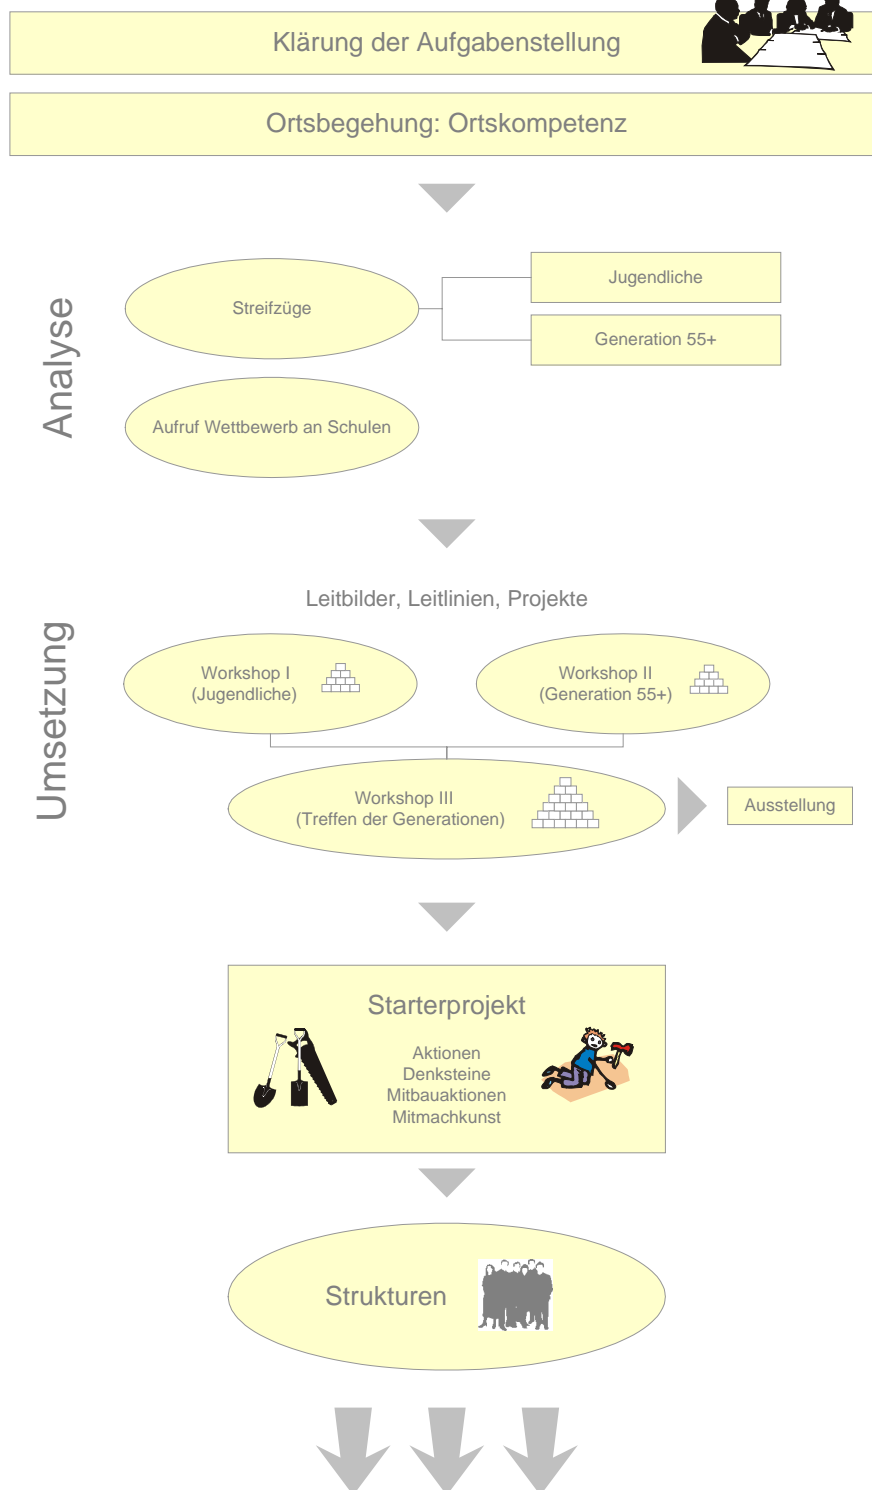 Klärung der Aufgabenstellung
Ortsbegehung: Ortskompetenz
Analyse
Streifzüge
Jugendliche
Generation 55+
Aufruf Wettbewerb an Schulen
Umsetzung
Leitbilder, Leitlinien, Projekte
Workshop I
(Jugendliche)
Workshop II
(Generation 55+)
Workshop III
(Treffen der Generationen)
Ausstellung
Starterprojekt
Aktionen
Denksteine
Mitbauaktionen
Mitmachkunst
Strukturen